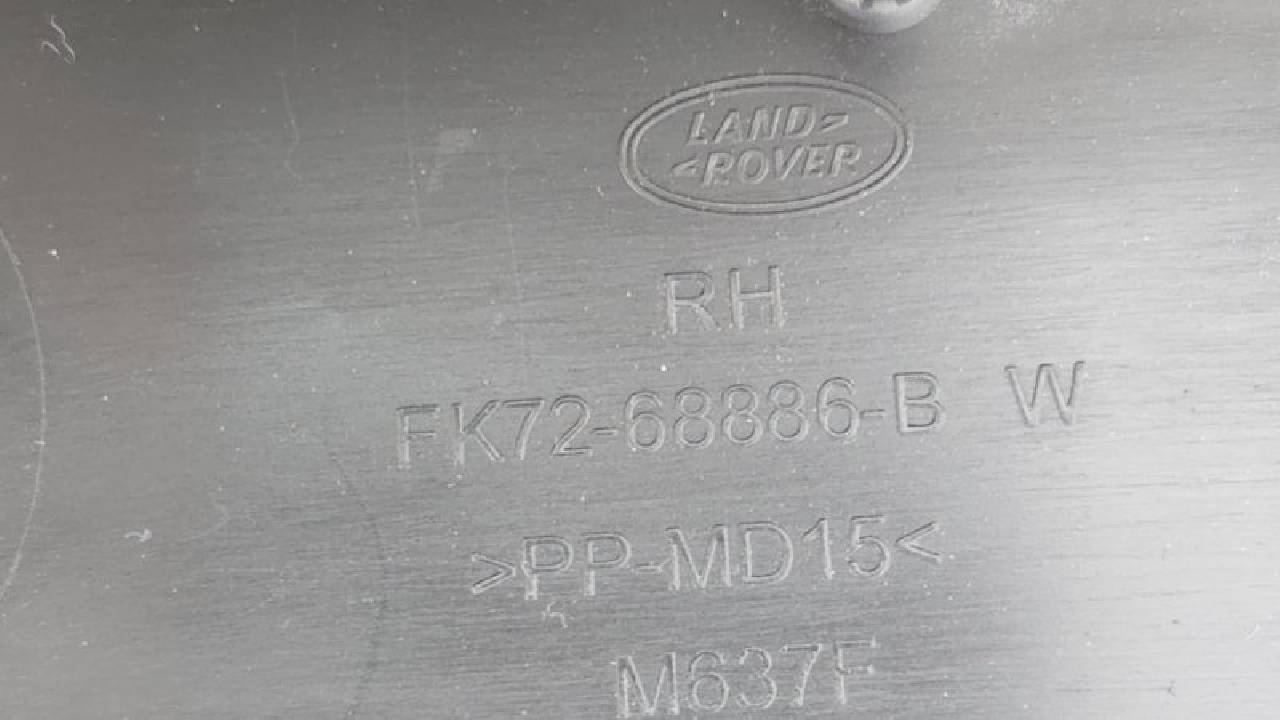 LAND>
<ROVER
RH
FK72-68886-B W
>PP-MD15<
M637F